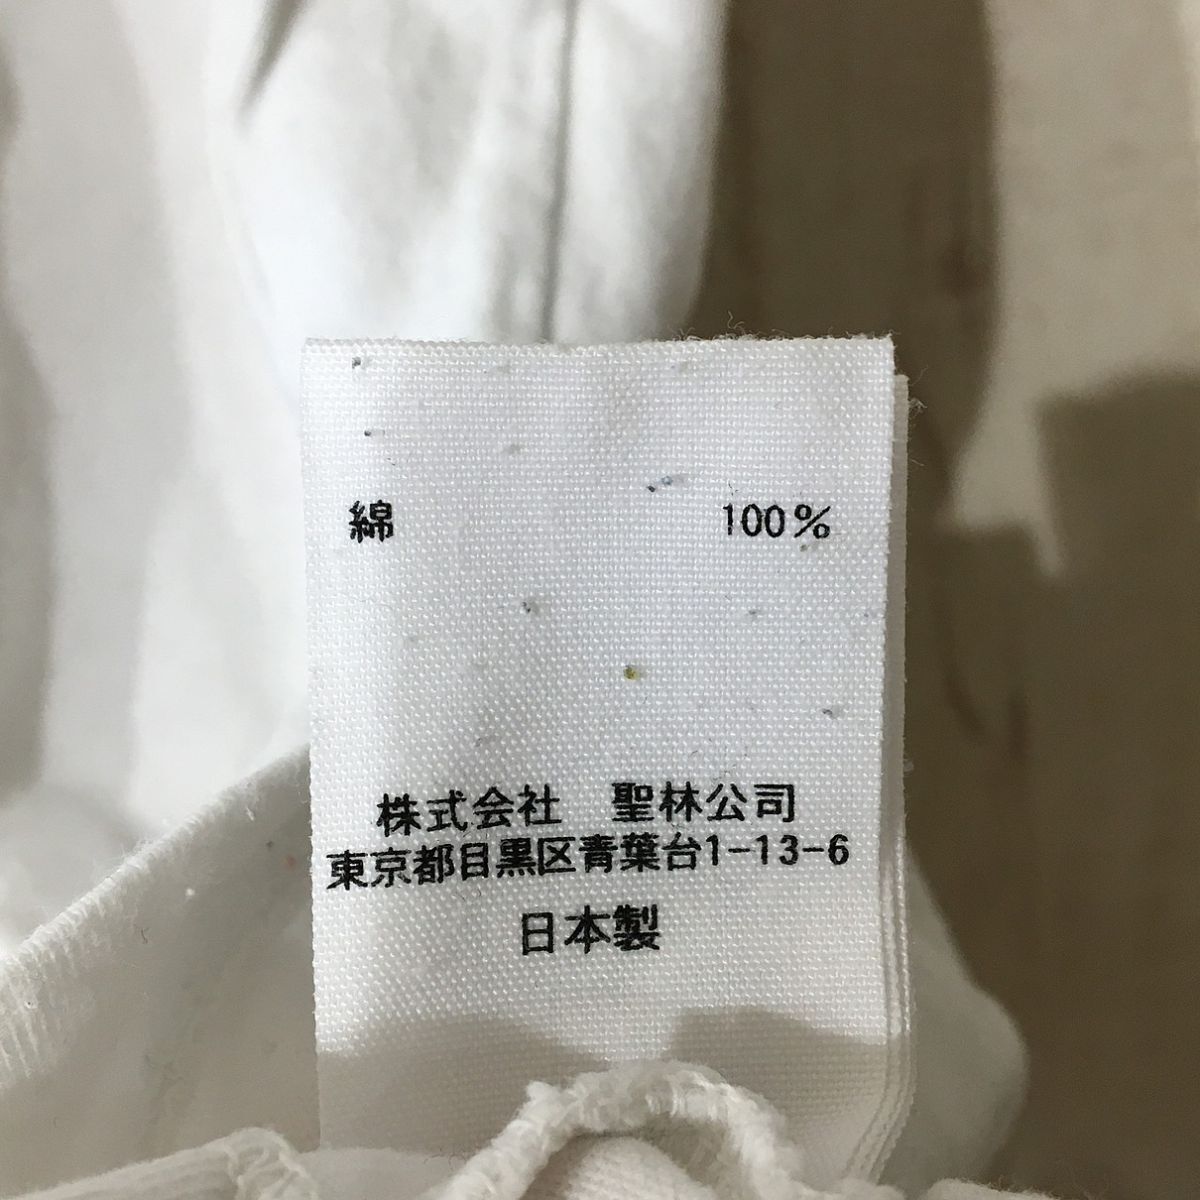 綿 100%
株式会社 聖林公司
東京都目黒区青葉台1-13-6
日本製